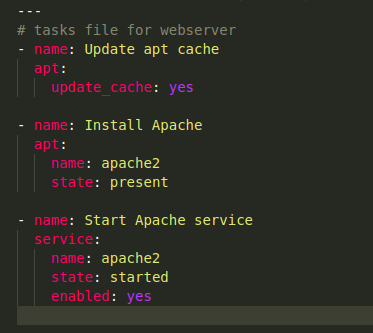 ---
# tasks file for webserver
- name: Update apt cache
  apt:
    update_cache: yes

- name: Install Apache
  apt:
    name: apache2
    state: present

- name: Start Apache service
  service:
    name: apache2
    state: started
    enabled: yes